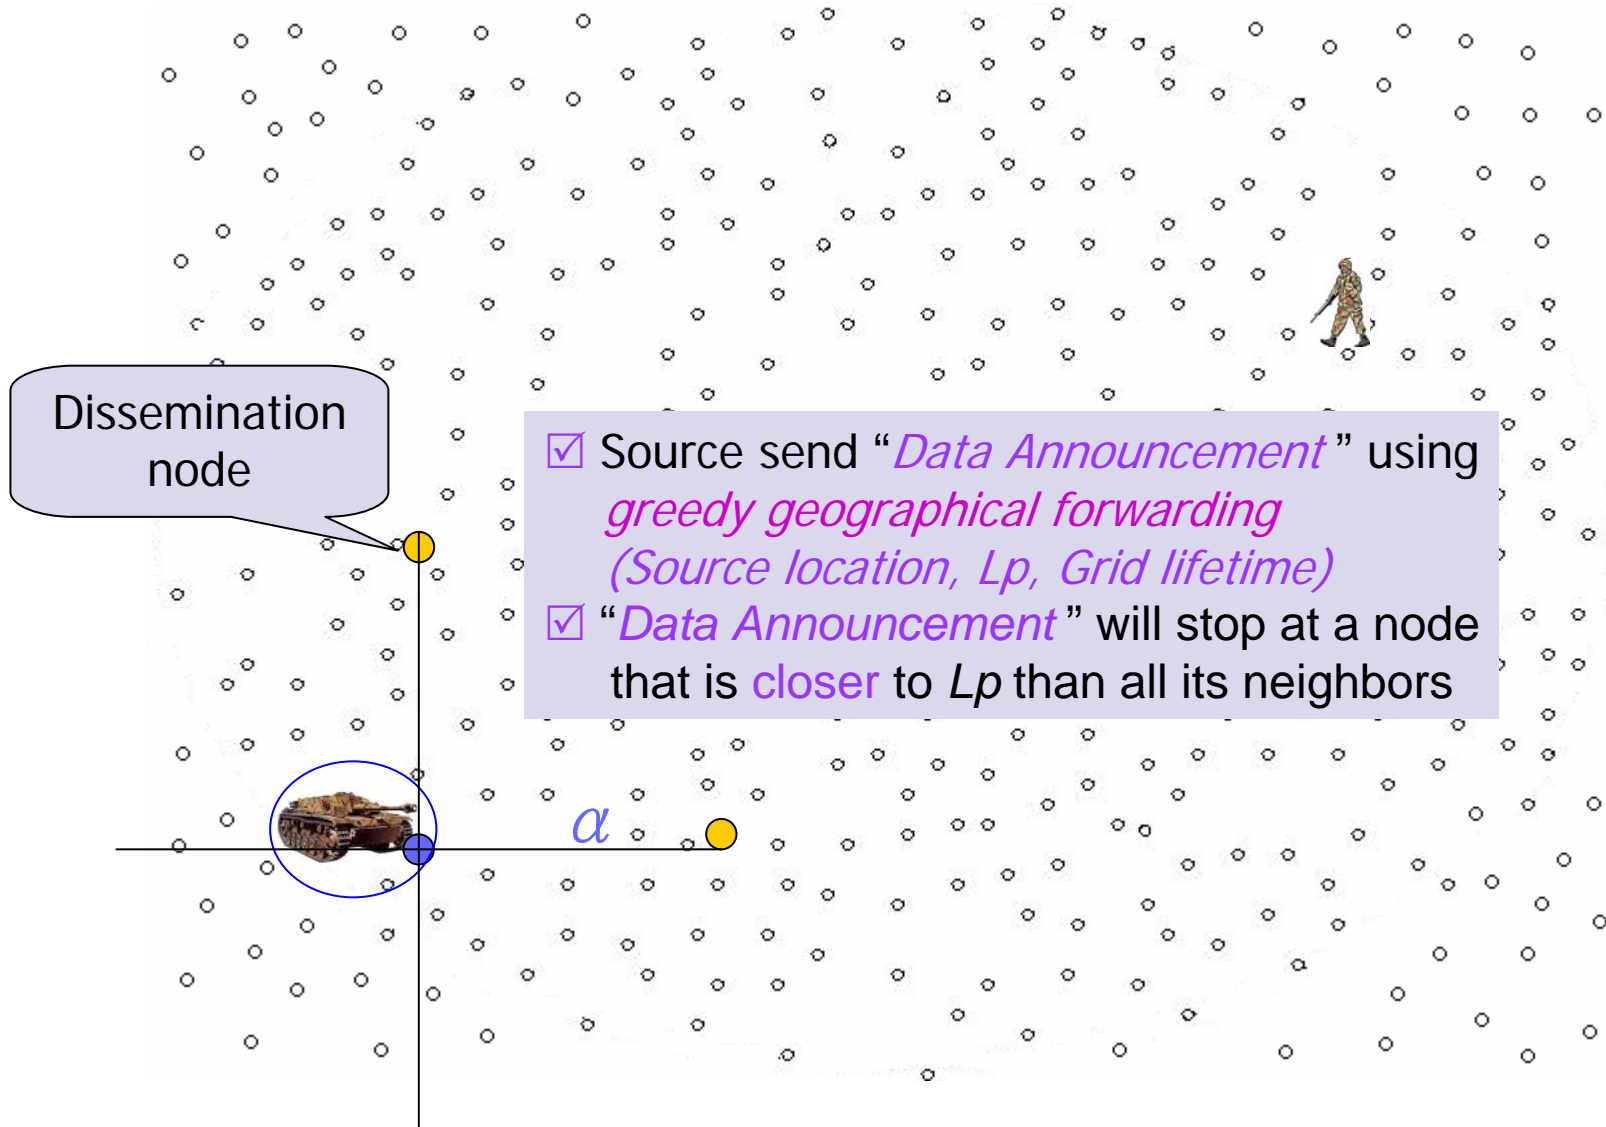 Dissemination
node
☑ Source send “Data Announcement” using
greedy geographical forwarding
(Source location, Lp, Grid lifetime)
☑ “Data Announcement” will stop at a node
that is closer to Lp than all its neighbors
α